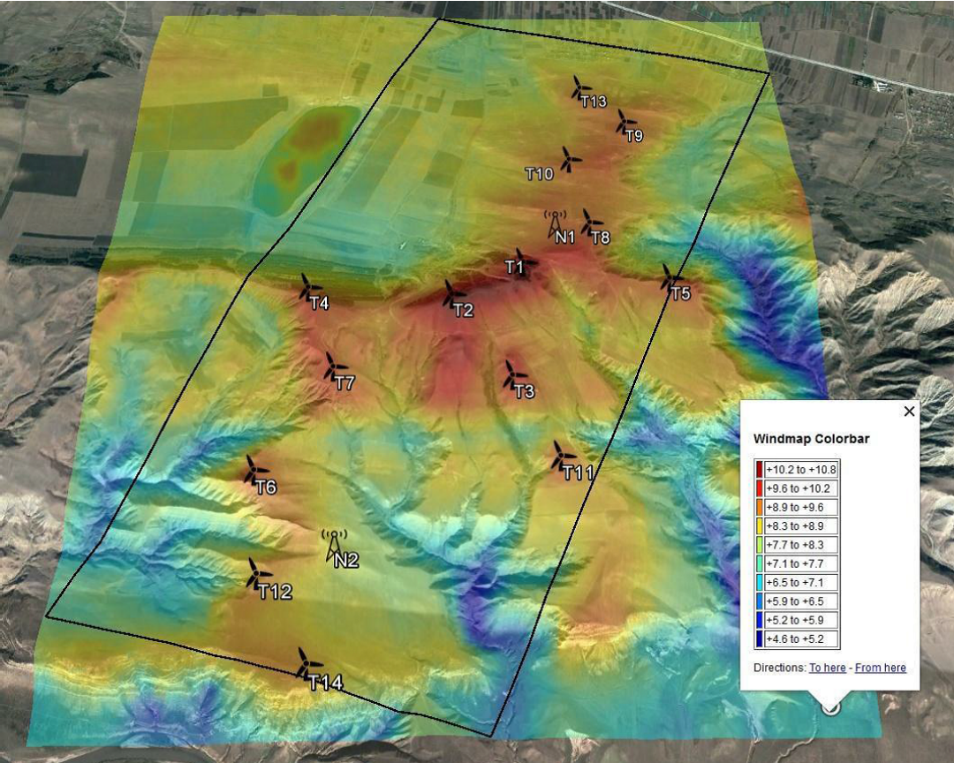 T13
T9
T10
N1
T8
T1
T5
T4
T2
T7
T3
T11
T6
N2
T12
T14
Windmap Colorbar
+10.2 to +10.8
+9.6 to +10.2
+8.9 to +9.6
+8.3 to +8.9
+7.7 to +8.3
+7.1 to +7.7
+6.5 to +7.1
+5.9 to +6.5
+5.2 to +5.9
+4.6 to +5.2
Directions: To here - From here